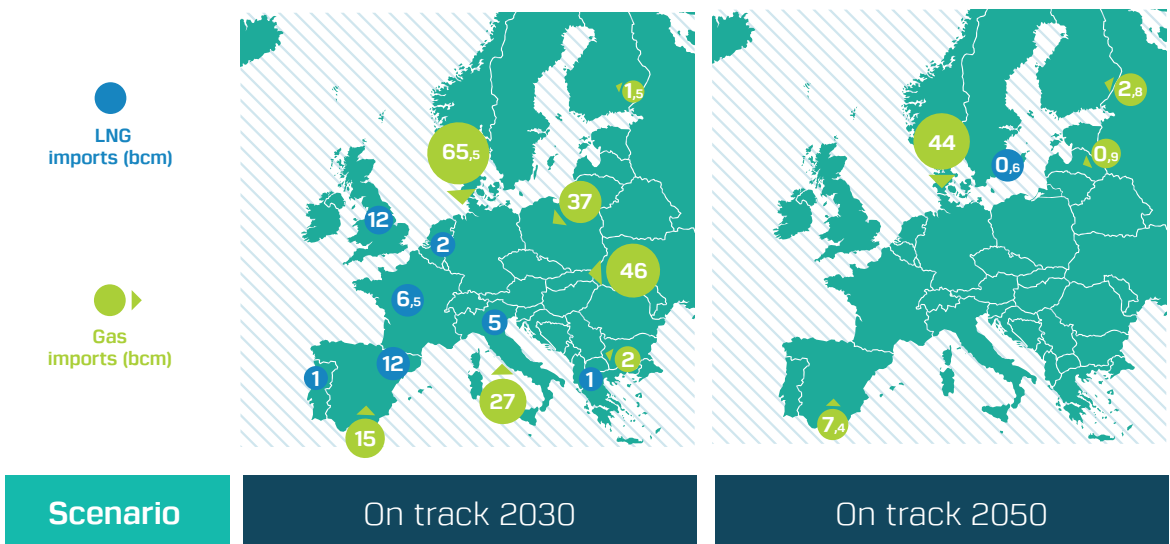 LNG
imports (bcm)
Gas
imports (bcm)
1,5
65,5
37
12
2
46
6,5
5
2
12
1
1
27
15
2,8
44
0,9
0,6
7,4
Scenario
On track 2030
On track 2050